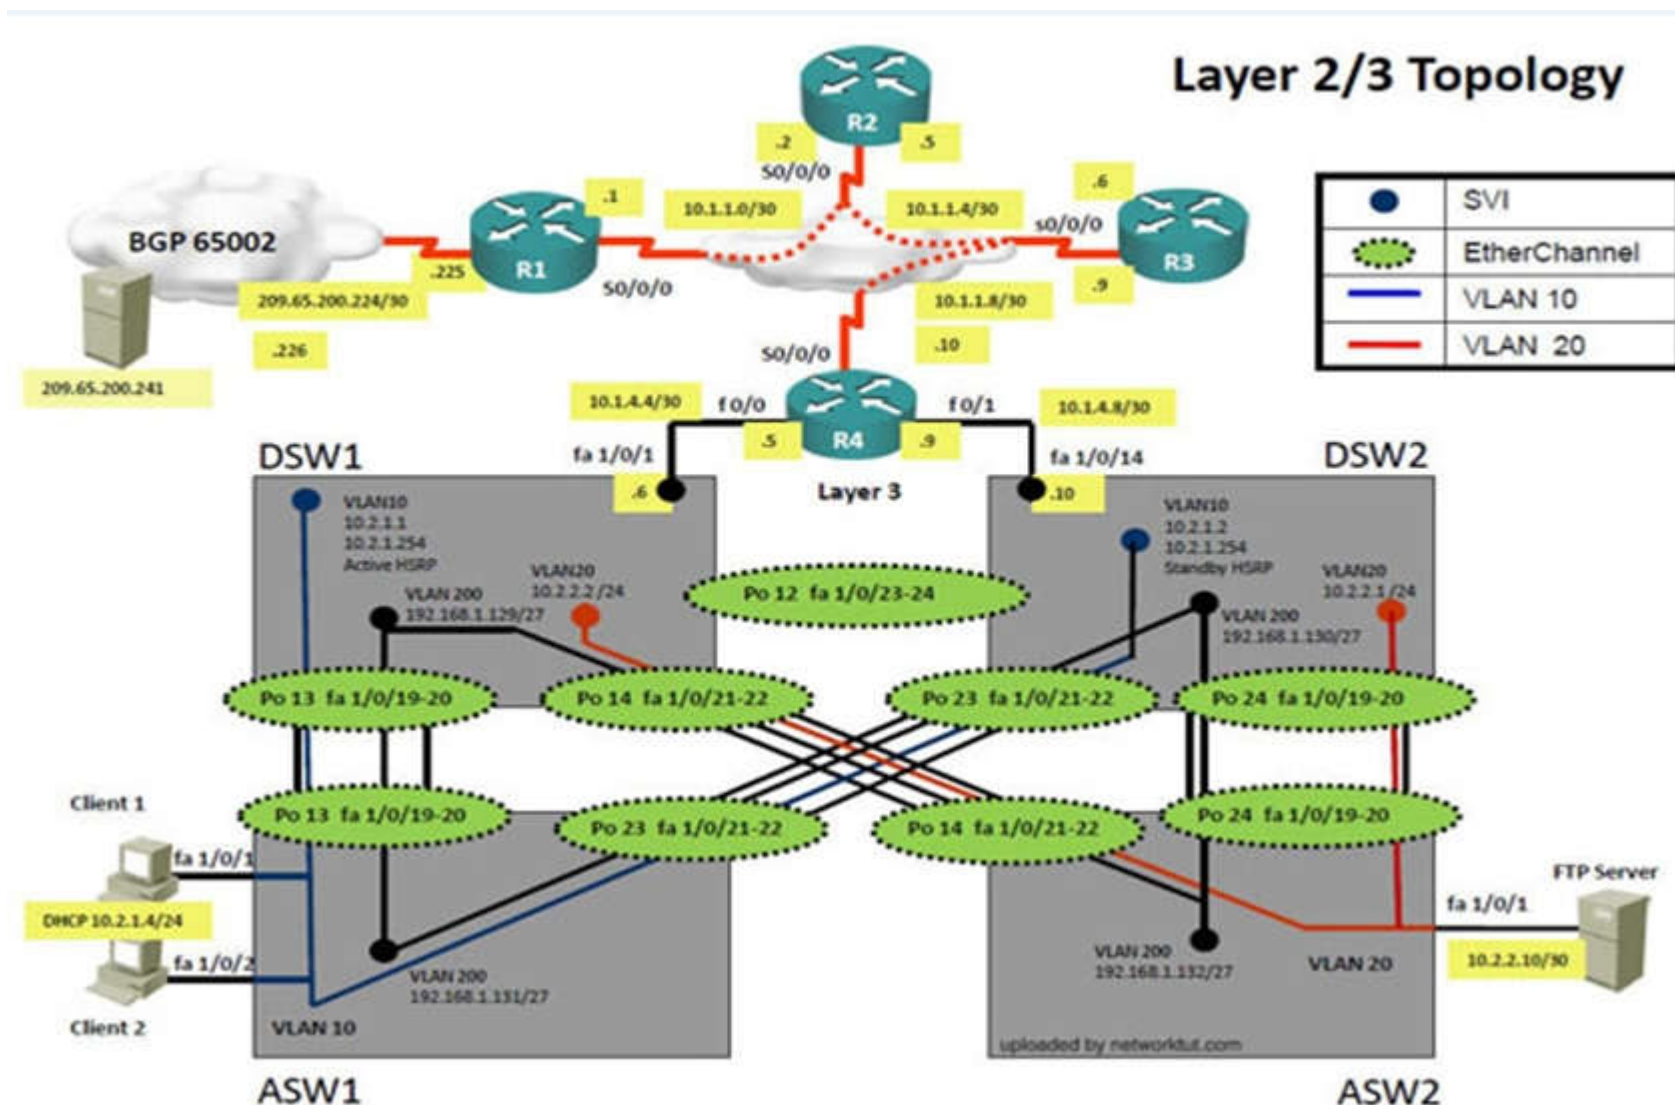 Layer 2/3 Topology
R2
.2
.5
S0/0/0
.1
10.1.1.0/30
10.1.1.4/30
.6
s0/0/0
BGP 65002
R1
R3
.225
S0/0/0
.9
209.65.200.224/30
10.1.1.8/30
.226
.10
S0/0/0
209.65.200.241
SVI
EtherChannel
VLAN 10
VLAN 20
10.1.4.4/30
f 0/0
f 0/1
10.1.4.8/30
.5
R4
.9
DSW1
fa 1/0/1
fa 1/0/14
DSW2
.6
Layer 3
.10
VLAN10
10.2.1.1
10.2.1.254
Active HSRP
VLAN20
10.2.2.2 /24
VLAN 200
192.168.1.129/27
Po 12 fa 1/0/23-24
VLAN10
10.2.1.2
10.2.1.254
Standby HSRP
VLAN20
10.2.2.1 /24
VLAN 200
192.168.1.130/27
Po 13 fa 1/0/19-20
Po 14 fa 1/0/21-22
Po 23 fa 1/0/21-22
Po 24 fa 1/0/19-20
Po 13 fa 1/0/19-20
Po 23 fa 1/0/21-22
Po 14 fa 1/0/21-22
Po 24 fa 1/0/19-20
Client 1
fa 1/0/1
DHCP 10.2.1.4/24
fa 1/0/2
Client 2
VLAN 200
192.168.1.131/27
VLAN 10
VLAN 200
192.168.1.132/27
VLAN 20
FTP Server
fa 1/0/1
10.2.2.10/30
uploaded by networktut.com
ASW1
ASW2